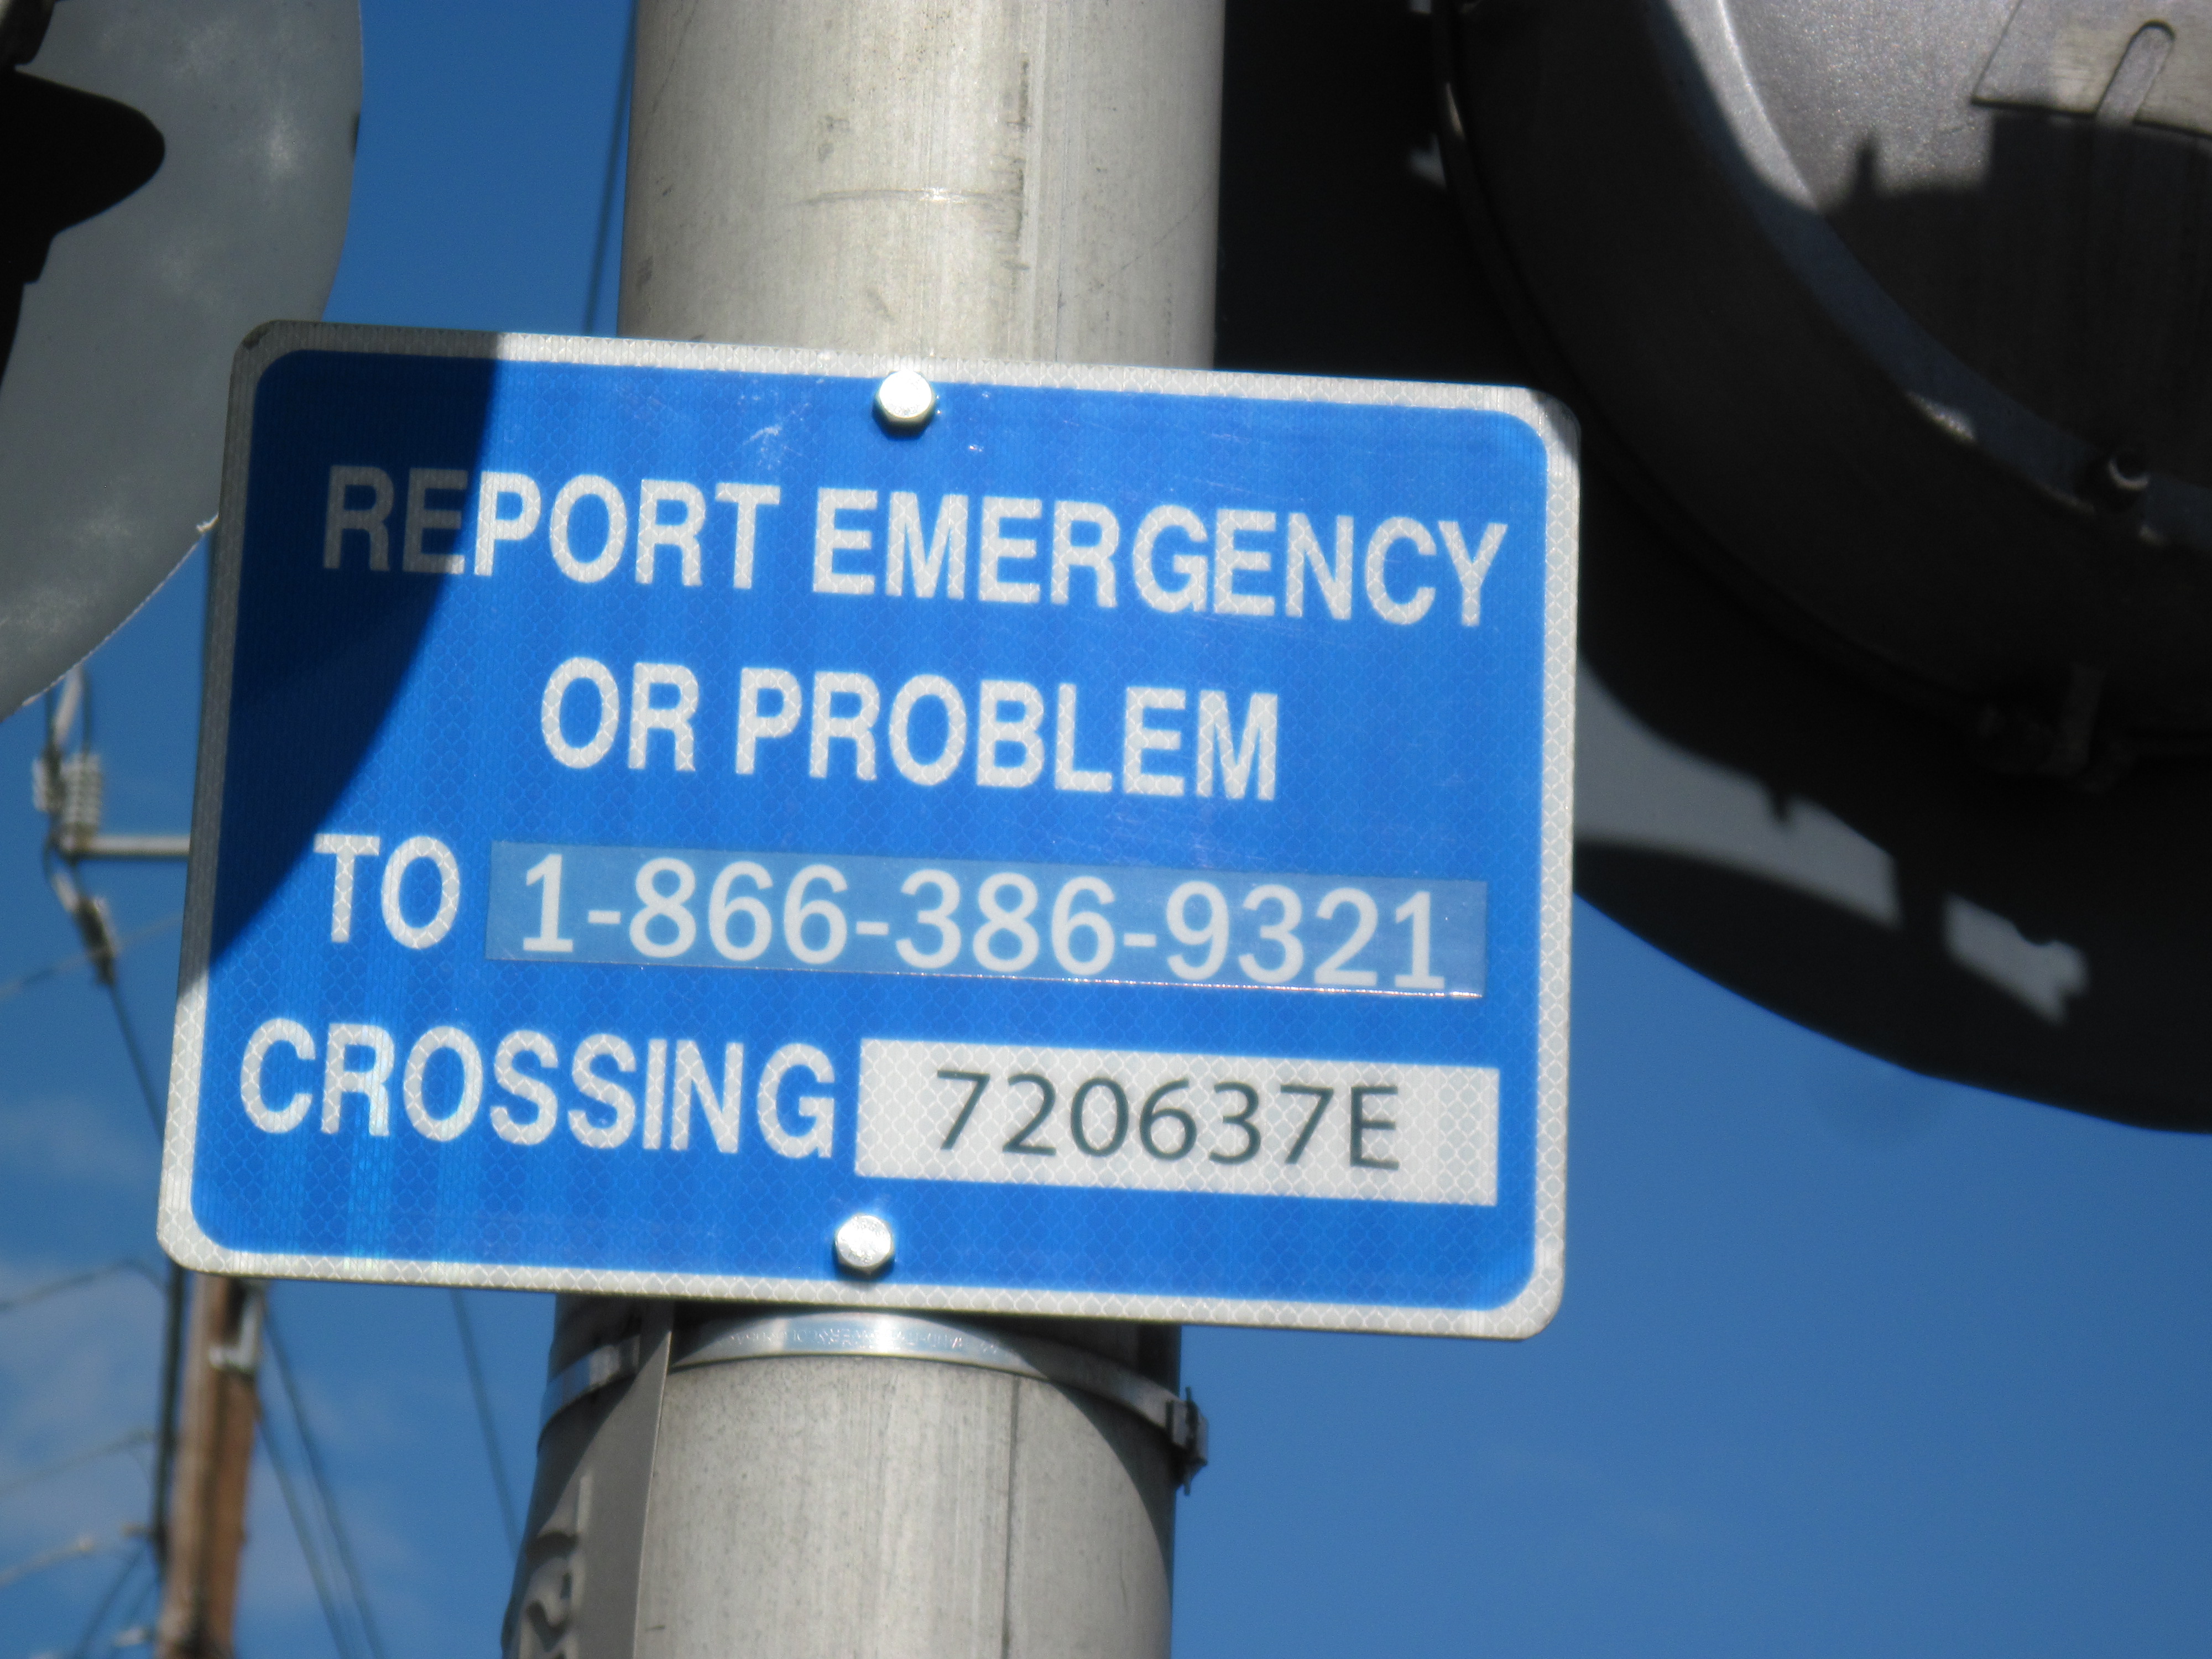 REPORT EMERGENCY
OR PROBLEM
TO 1-866-386-9321
CROSSING 720637E